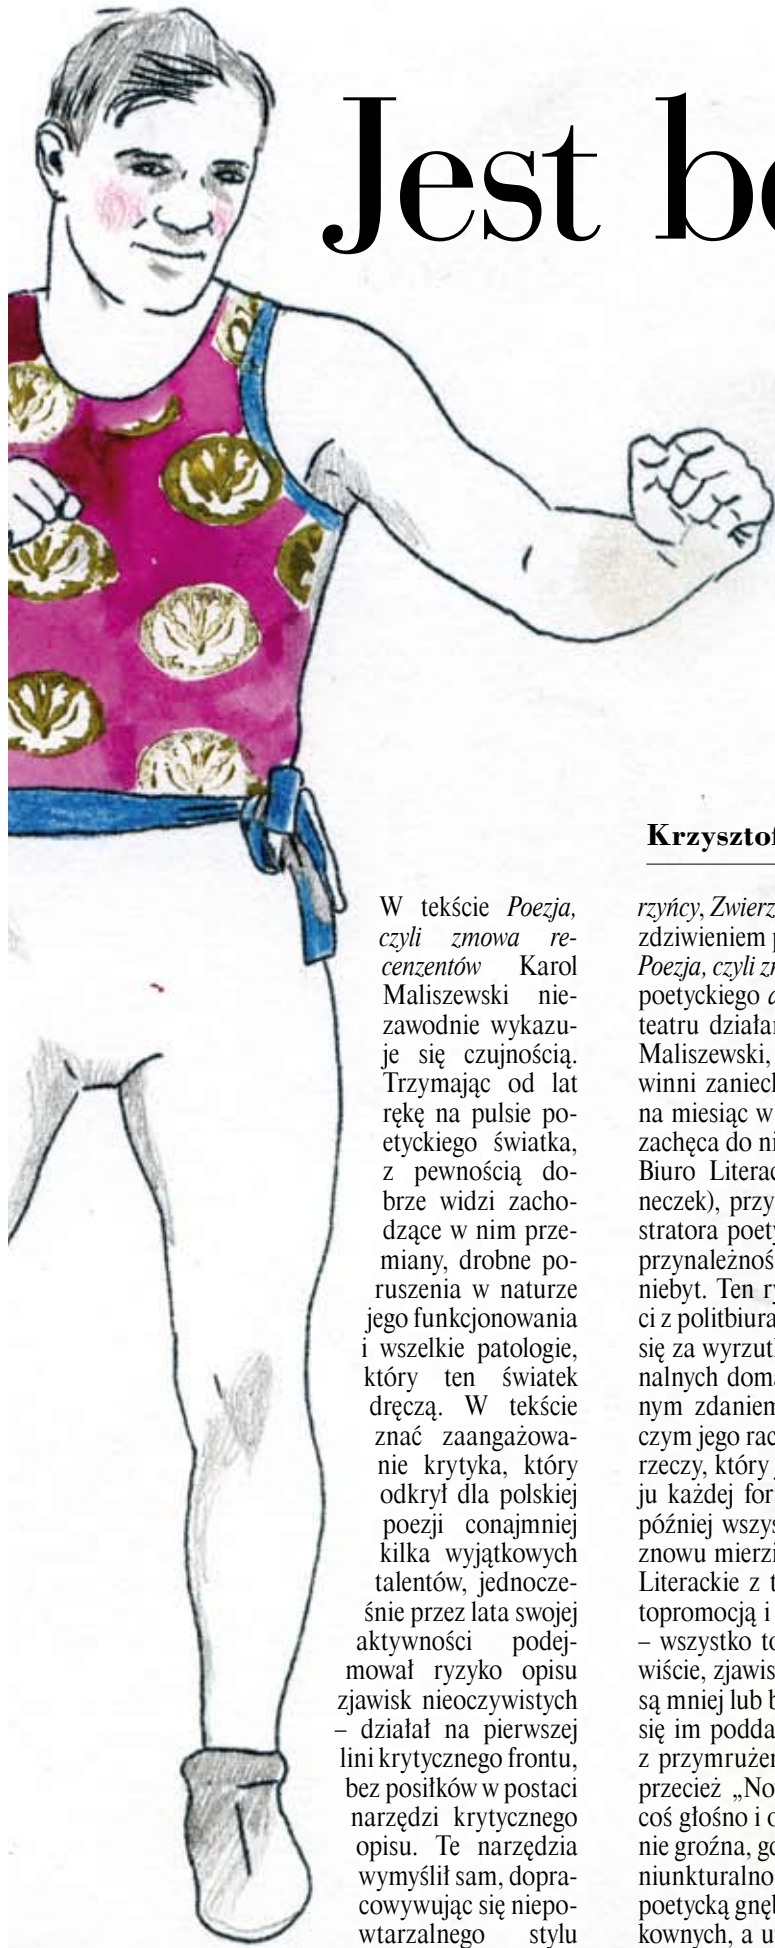 Jest b
Krzysztof
W tekście Poezja,
czyli zmowa re-
cenzentów Karol
Maliszewski nie-
zawodnie wykazu-
je się czujnością.
Trzymając od lat
rękę na pulsie po-
etyckiego światka,
z pewnością do-
brze widzi zacho-
dzące w nim prze-
miany, drobne po-
ruszenia w naturze
jego funkcjonowania
i wszelkie patologie,
który ten światek
dręczą. W tekście
znać zaangażowa-
nie krytyka, który
odkrył dla polskiej
poezji conajmniej
kilka wyjątkowych
talentów, jednocze-
śnie przez lata swojej
aktywności podej-
mował ryzyko opisu
zjawisk nieoczywistych
– działał na pierwszej
lini krytycznego frontu,
bez posiłków w postaci
narzędzi krytycznego
opisu. Te narzędzia
wymyślił sam, dopra-
cowywując się niepo-
wtarzalnego stylu
rzyńcy, Zwierz
zdziwieniem
Poezja, czyli zm
poetyckiego
teatru działa
Maliszewski,
winni zaniech
na miesiąc w
zachęca do ni
Biuro Literac
neczek), przy
stratora poety
przynależnoś
niebyt. Ten ry
ci z politbiura
się za wyrzut
nalnych doma
nym zdaniem
czym jego rac
rzeczy, który
ju każdej for
później wszys
znowu mierzi
Literackie z t
topromocją i
– wszystko to
wiście, zjawis
są mniej lub b
się im podda
z przymrużen
przecież „No
coś głośno i o
nie groźna, go
niunkturalno
poetycką gnęb
kownych, a u